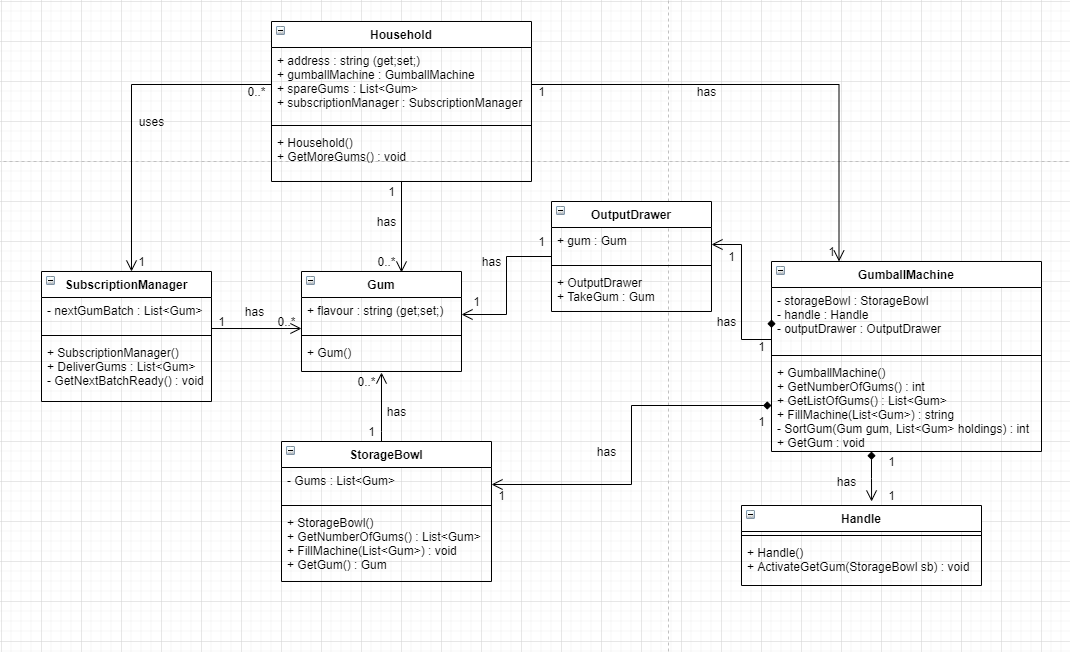 Household
+ address : string (get;set;)
+ gumballMachine : GumballMachine
+ spareGums : List<Gum>
+ subscriptionManager : SubscriptionManager
+ Household()
+ GetMoreGums() : void
0..*
uses
1
1
has
1
1
has
0..*
OutputDrawer
+ gum : Gum
+ OutputDrawer
+ TakeGum : Gum
1
has
1
1
has
1
SubscriptionManager
- nextGumBatch : List<Gum>
+ SubscriptionManager()
+ DeliverGums : List<Gum>
- GetNextBatchReady() : void
has
1
0..*
Gum
+ flavour : string (get;set;)
+ Gum()
0..*
has
1
GumballMachine
- storageBowl : StorageBowl
- handle : Handle
- outputDrawer : OutputDrawer
+ GumballMachine()
+ GetNumberOfGums() : int
+ GetListOfGums() : List<Gum>
+ FillMachine(List<Gum>) : string
- SortGum(Gum gum, List<Gum> holdings) : int
+ GetGum : void
1
has
1
StorageBowl
- Gums : List<Gum>
+ StorageBowl()
+ GetNumberOfGums() : List<Gum>
+ FillMachine(List<Gum>) : void
+ GetGum() : Gum
1
has
1
Handle
+ Handle()
+ ActivateGetGum(StorageBowl sb) : void